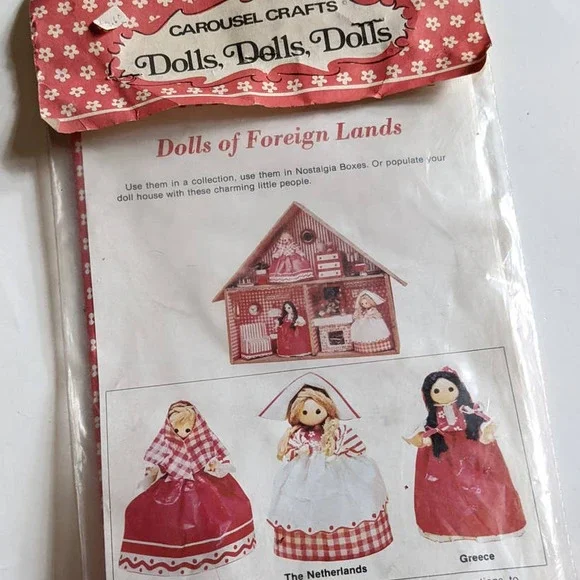 CAROUSEL CRAFTS
Dolls, Dolls, Dolls
Dolls of Foreign Lands
Use them in a collection, use them in Nostalgia Boxes. Or populate your
doll house with these charming little people.
The Netherlands
Greece